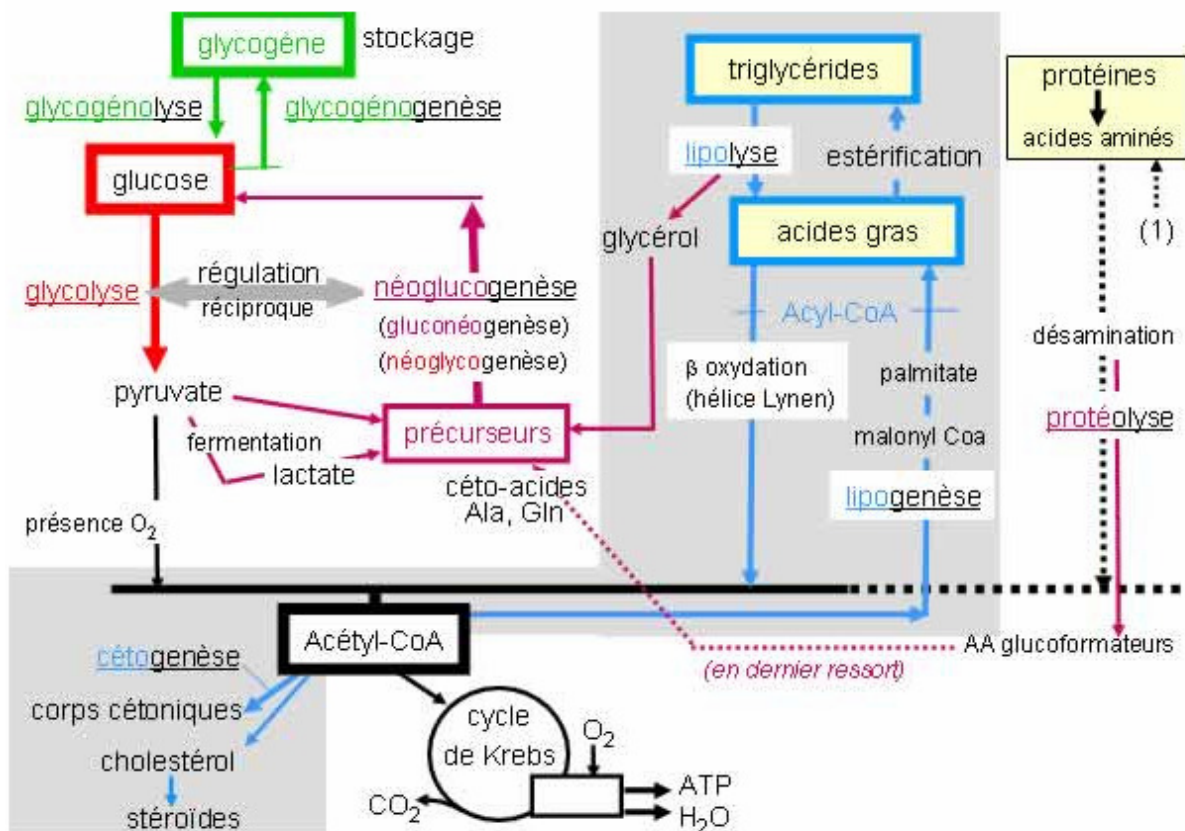 glycogène
stockage
glycogénolyse
glycogénogenèse
glucose
glycolyse
régulation
réciproque
néoglucogenèse
(gluconéogenèse)
(néoglycogenèse)
pyruvate
fermentation
lactate
précurseurs
céto-acides
Ala, Gln
présence O₂
triglycérides
lipolyse
estérification
glycérol
acides gras
Acyl-CoA
β oxydation
(hélice Lynen)
palmitate
malonyl Coa
lipogenèse
protéines
acides aminés
(1)
désamination
protéolyse
AA glucoformateurs
(en dernier ressort)
Acétyl-CoA
cétogenèse
corps cétoniques
cholestérol
stéroïdes
cycle
de Krebs
O₂
CO₂
ATP
H₂O